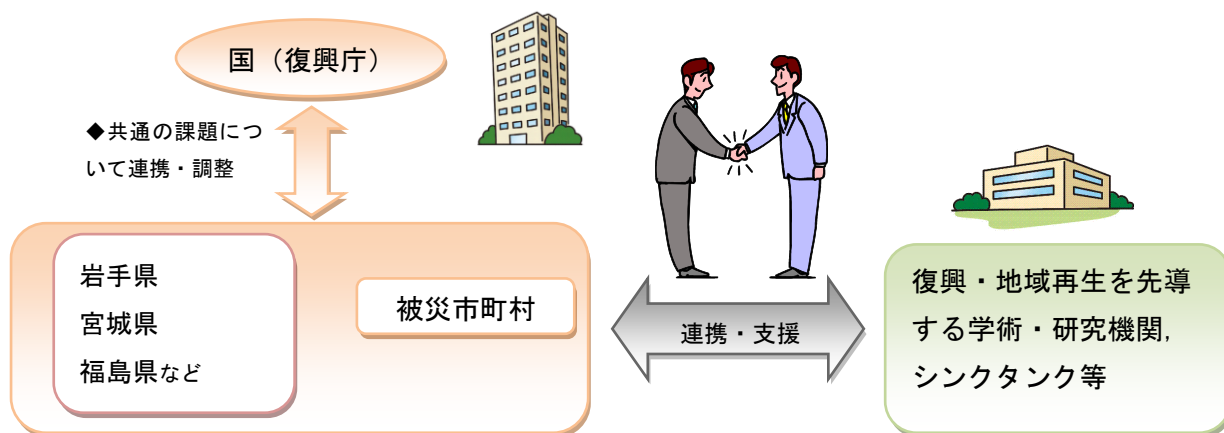 国（復興庁）
◆共通の課題につ
いて連携・調整
岩手県
宮城県
福島県など
被災市町村
連携・支援
復興・地域再生を先導
する学術・研究機関,
シンクタンク等